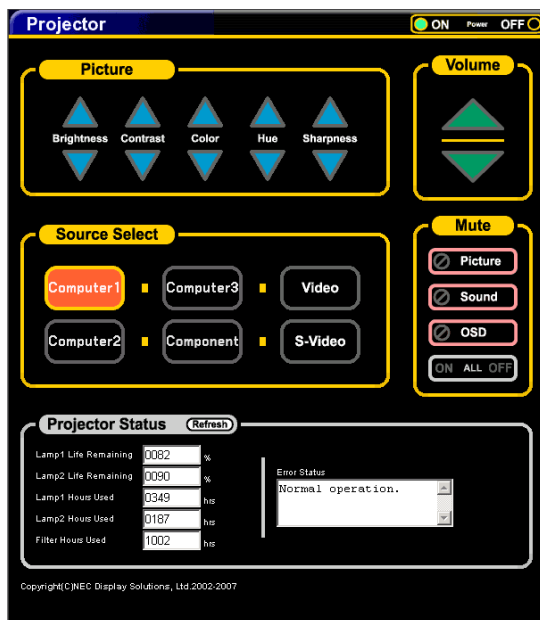 Projector
ON Power OFF
Picture
Volume
Brightness Contrast Color Hue Sharpness
Source Select
Mute
Computer1 Computer3 Video
Computer2 Component S-Video
Picture
Sound
OSD
ON ALL OFF
Projector Status Refresh
Lamp1 Life Remaining 0082 %
Lamp2 Life Remaining 0090 %
Lamp1 Hours Used 0349 hrs
Lamp2 Hours Used 0187 hrs
Filter Hours Used 1002 hrs
Error Status
Normal operation.
Copyright(C)NEC Display Solutions, Ltd.2002-2007